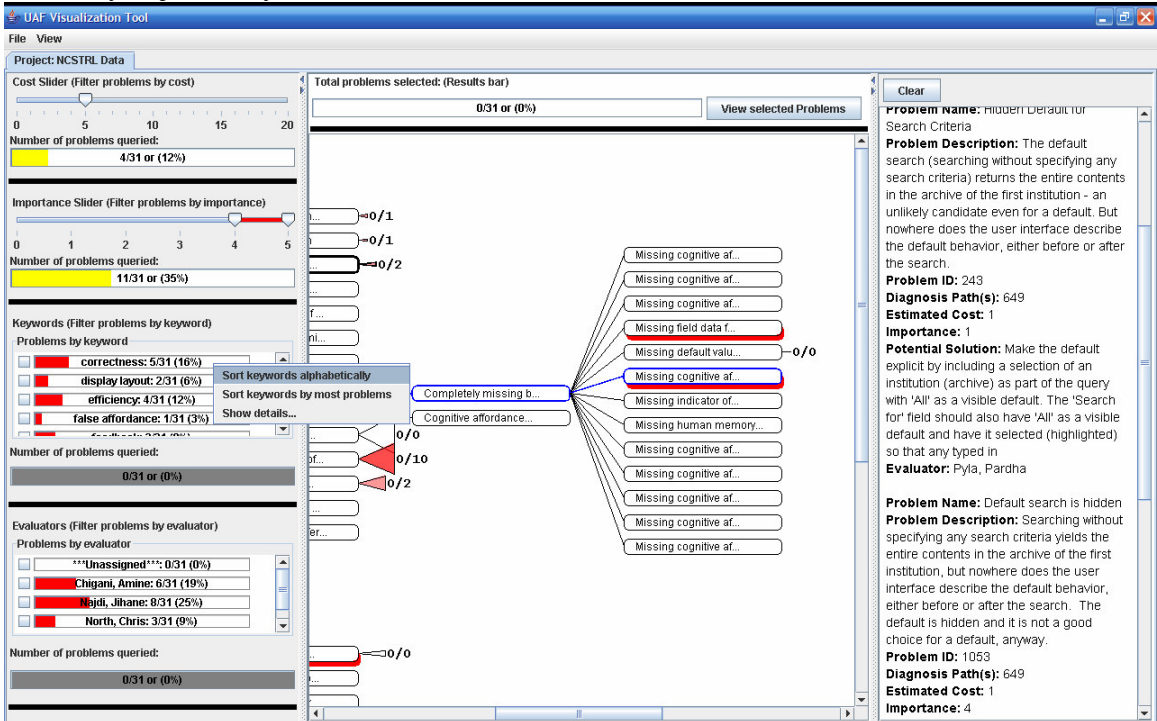 UAF Visualization Tool
File View
Project: NCSTRL Data
Cost Slider (Filter problems by cost)
0 5 10 15 20
Number of problems queried:
4/31 or (12%)
Importance Slider (Filter problems by importance)
0 1 2 3 4 5
Number of problems queried:
11/31 or (35%)
Keywords (Filter problems by keyword)
Problems by keyword
correctness: 5/31 (16%)
display layout: 2/31 (6%)
efficiency: 4/31 (12%)
false affordance: 1/31 (3%)
Number of problems queried:
0/31 or (0%)
Evaluators (Filter problems by evaluator)
Problems by evaluator
***Unassigned***: 0/31 (0%)
Chigani, Amine: 6/31 (19%)
Najdi, Jihane: 8/31 (25%)
North, Chris: 3/31 (9%)
Number of problems queried:
0/31 or (0%)
Sort keywords alphabetically
Sort keywords by most problems
Show details...
Total problems selected: (Results bar)
0/31 or (0%)
View selected Problems
0/1
0/1
... 0/2
...
f ...
ni...
... 0/0
of... 0/10
... 0/2
...
er...
... 0/0
...
Completely missing b...
Cognitive affordance...
Missing cognitive af...
Missing cognitive af...
Missing cognitive af...
Missing field data f...
Missing default valu... 0/0
Missing cognitive af...
Missing indicator of...
Missing human memory...
Missing cognitive af...
Missing cognitive af...
Missing cognitive af...
Missing cognitive af...
Missing cognitive af...
Clear
Problem Name: Hidden Default for
Search Criteria
Problem Description: The default
search (searching without specifying any
search criteria) returns the entire contents
in the archive of the first institution - an
unlikely candidate even for a default. But
nowhere does the user interface describe
the default behavior, either before or after
the search.
Problem ID: 243
Diagnosis Path(s): 649
Estimated Cost: 1
Importance: 1
Potential Solution: Make the default
explicit by including a selection of an
institution (archive) as part of the query
with 'All' as a visible default. The 'Search
for' field should also have 'All' as a visible
default and have it selected (highlighted)
so that any typed in
Evaluator: Pyla, Pardha
Problem Name: Default search is hidden
Problem Description: Searching without
specifying any search criteria yields the
entire contents in the archive of the first
institution, but nowhere does the user
interface describe the default behavior,
either before or after the search. The
default is hidden and it is not a good
choice for a default, anyway.
Problem ID: 1053
Diagnosis Path(s): 649
Estimated Cost: 1
Importance: 4